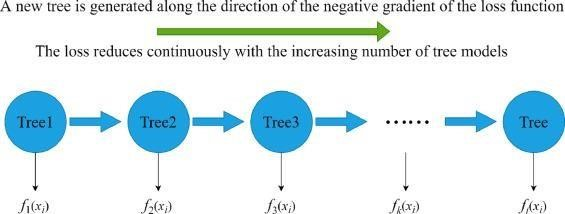 A new tree is generated along the direction of the negative gradient of the loss function
The loss reduces continuously with the increasing number of tree models
Tree1 Tree2 Tree3 ...... Tree
f1(xi) f2(xi) f3(xi) fk(xi) ft(xi)